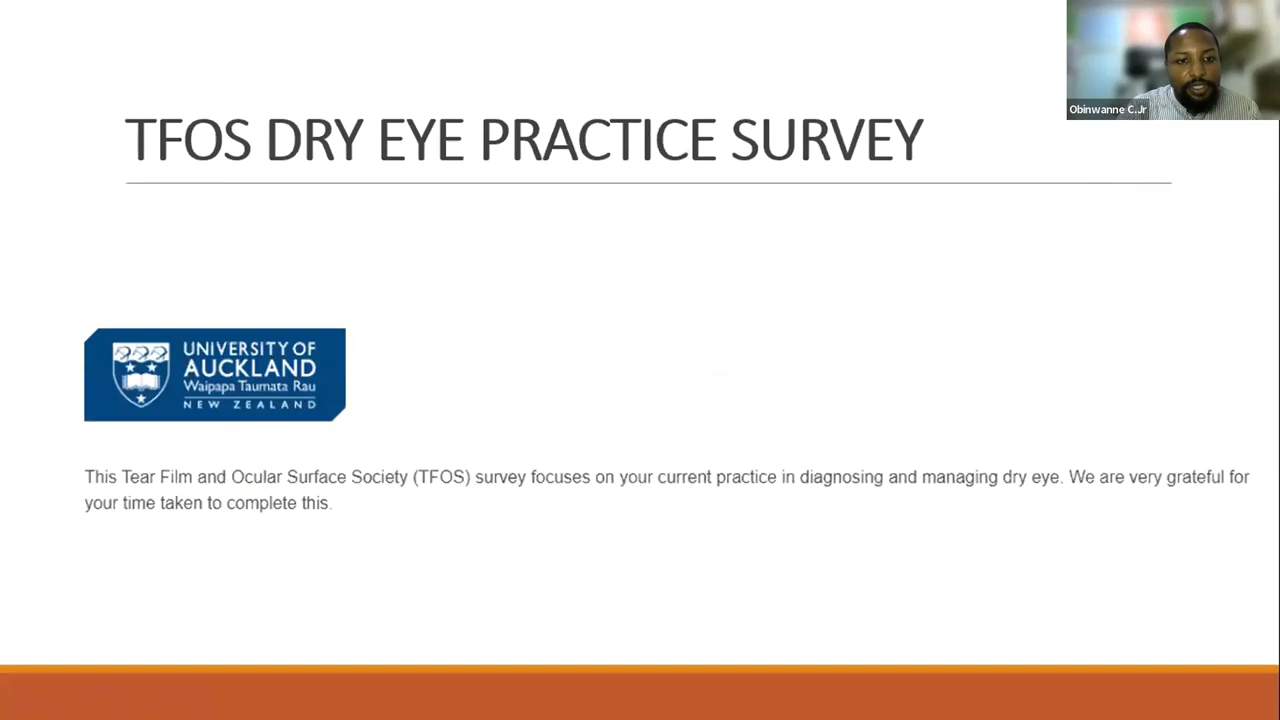 TFOS DRY EYE PRACTICE SURVEY
Obinwanne C.Jr
UNIVERSITY OF
AUCKLAND
Waipapa Taumata Rau
NEW ZEALAND
This Tear Film and Ocular Surface Society (TFOS) survey focuses on your current practice in diagnosing and managing dry eye. We are very grateful for
your time taken to complete this.